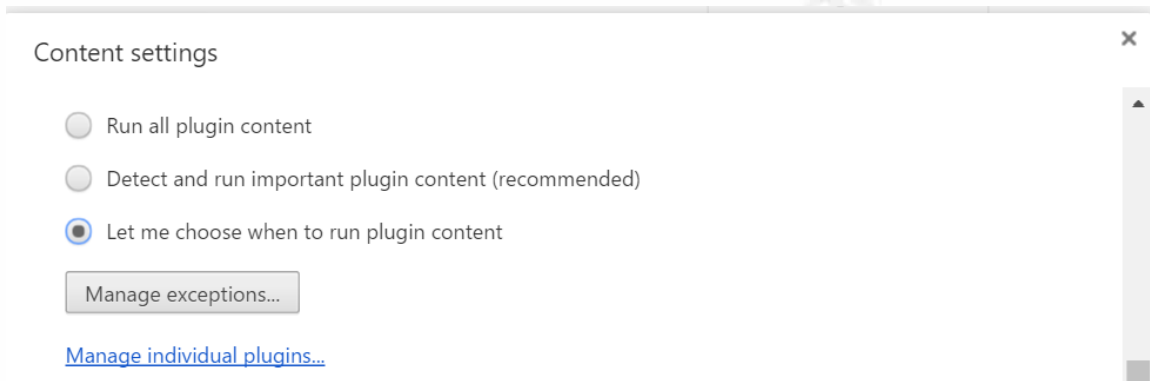 Content settings
Run all plugin content
Detect and run important plugin content (recommended)
Let me choose when to run plugin content
Manage exceptions...
Manage individual plugins...